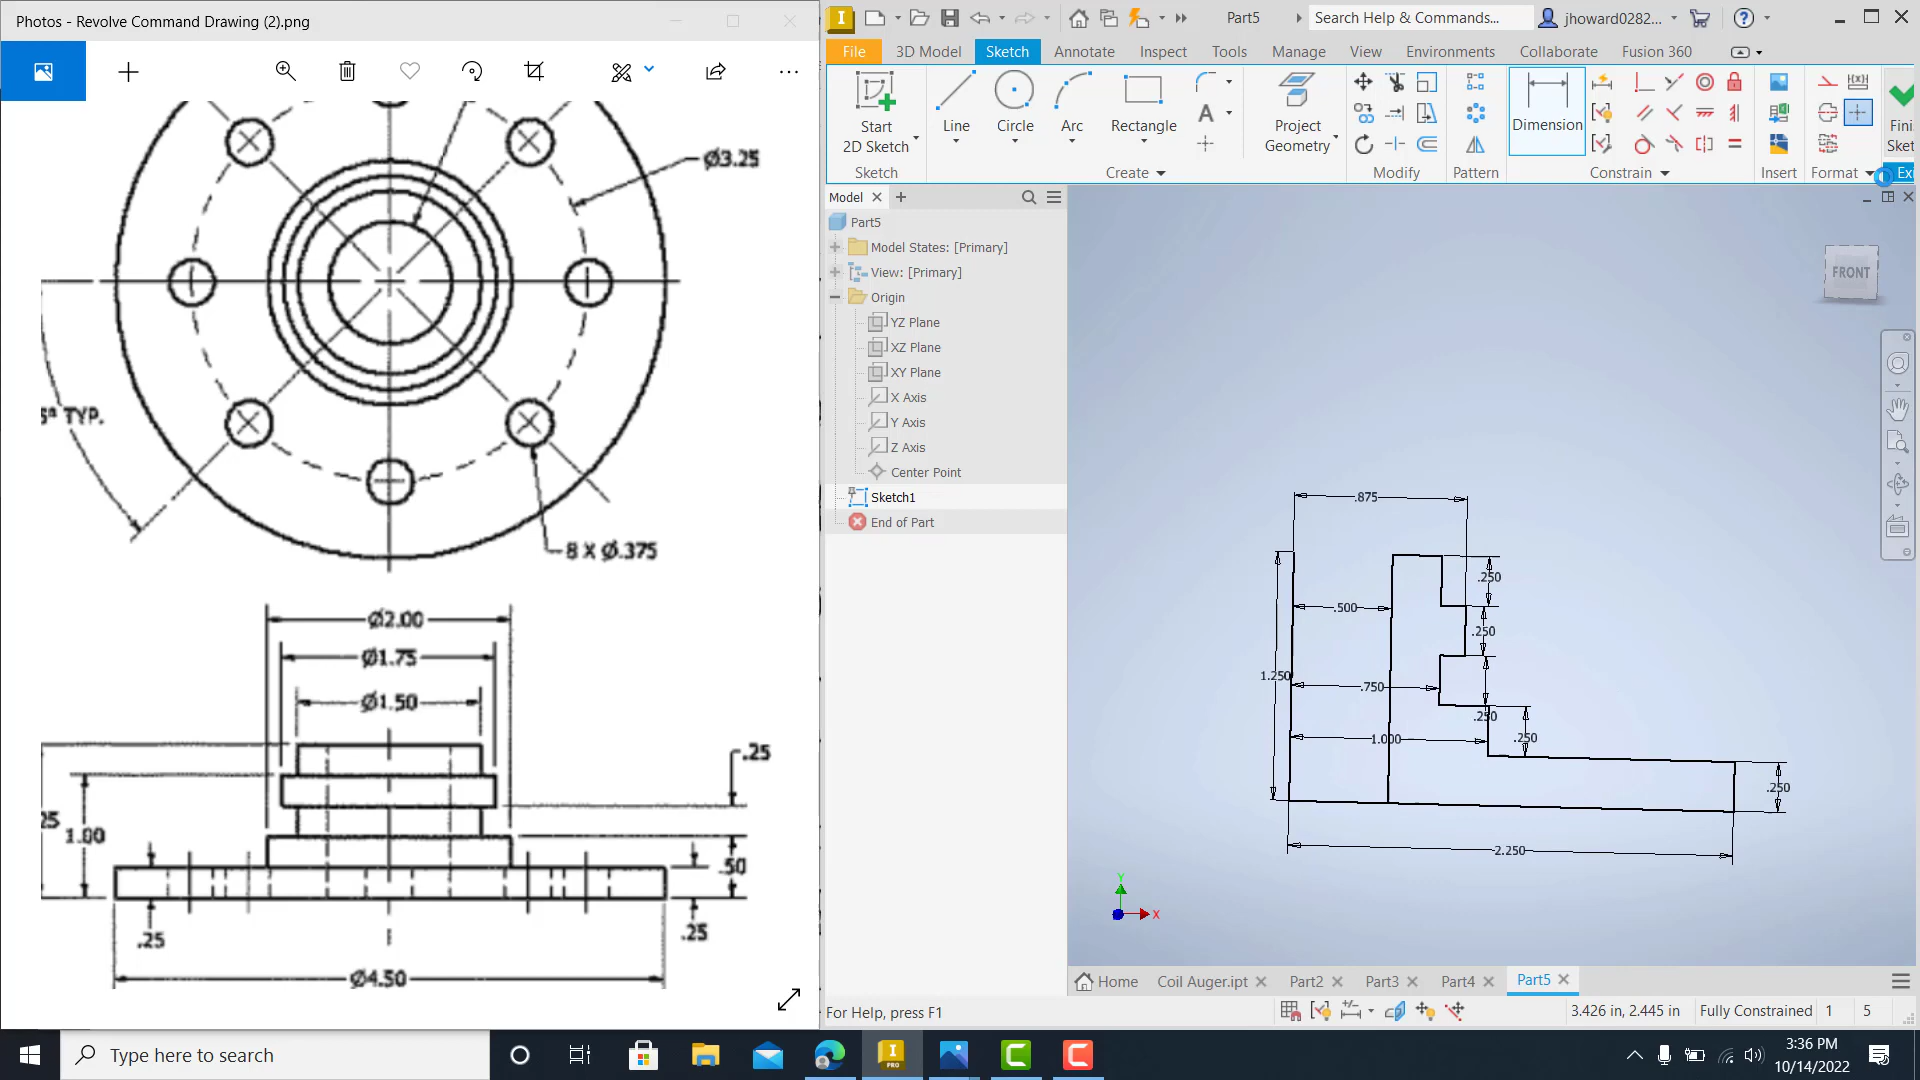 Photos - Revolve Command Drawing (2).png
Ø3.25
5° TYP.
8 X Ø.375
Ø2.00
Ø1.75
Ø1.50
.25
25
1.00
.50
.25
.25
Ø4.50
Part5
Search Help & Commands...
jhoward0282...
File
3D Model
Sketch
Annotate
Inspect
Tools
Manage
View
Environments
Collaborate
Fusion 360
Start
2D Sketch
Line
Circle
Arc
Rectangle
A
Project
Geometry
Dimension
Fini
Sket
Sketch
Create
Modify
Pattern
Constrain
Insert
Format
Exi
Model
Part5
Model States: [Primary]
View: [Primary]
Origin
YZ Plane
XZ Plane
XY Plane
X Axis
Y Axis
Z Axis
Center Point
Sketch1
End of Part
FRONT
.875
.250
.500
.250
1.250
.750
.250
1.000
.250
.250
2.250
Y
X
Home
Coil Auger.ipt
Part2
Part3
Part4
Part5
For Help, press F1
3.426 in, 2.445 in
Fully Constrained
1
5
Type here to search
I
PRO
3:36 PM
10/14/2022